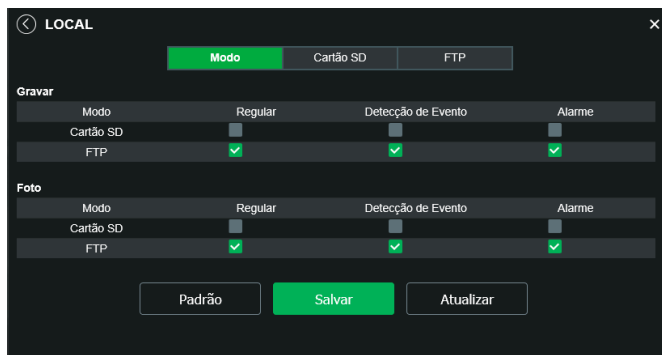 LOCAL
Modo Cartão SD FTP
Gravar
Modo Regular Detecção de Evento Alarme
Cartão SD
FTP
Foto
Modo Regular Detecção de Evento Alarme
Cartão SD
FTP
Padrão Salvar Atualizar